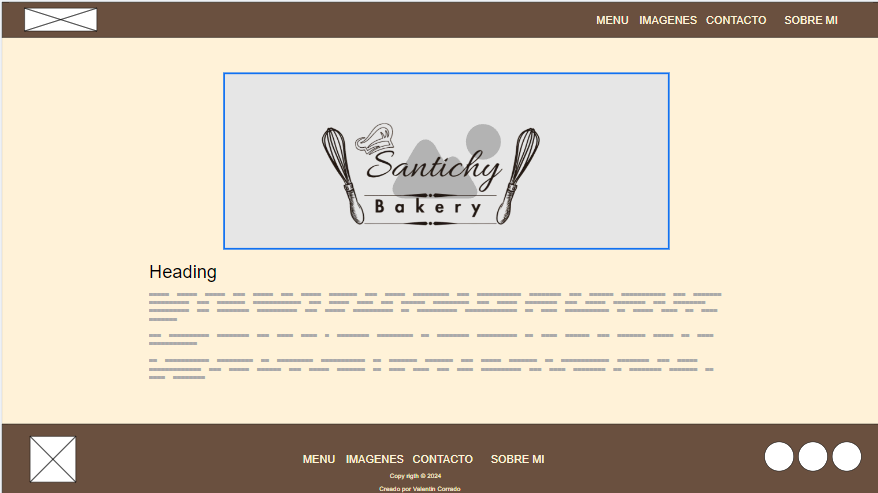 MENU IMAGENES CONTACTO SOBRE MI
Santichy
Bakery
Heading
MENU IMAGENES CONTACTO SOBRE MI
Copy rigth © 2024
Creado por Valentin Corrado